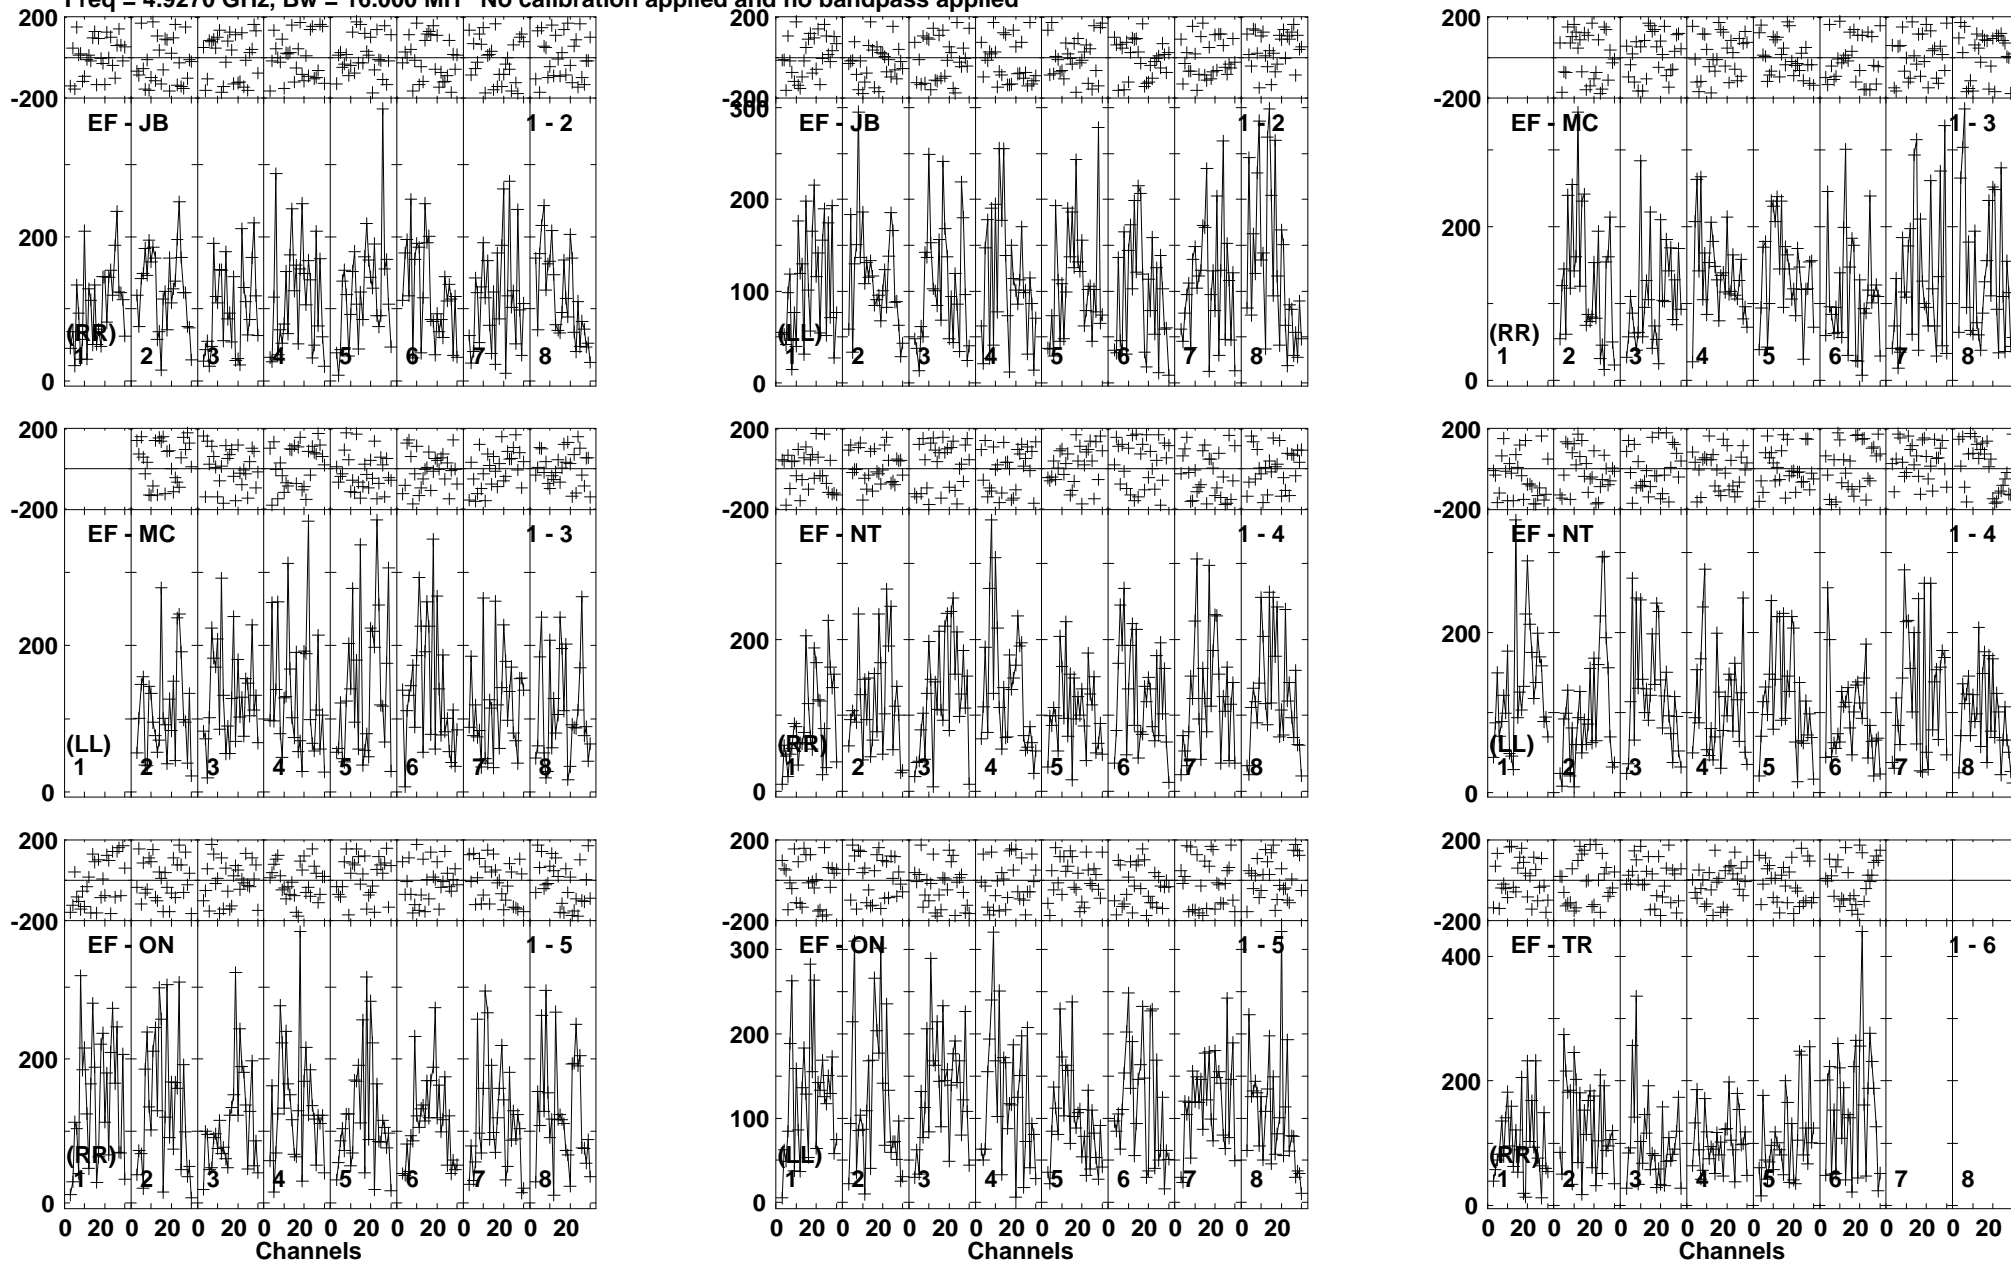 Freq = 4.9270 GHz, Bw = 16.000 MH No calibration applied and no bandpass applied
200 200 200
-200 -200 -200
300
EF - JB 1 - 2 EF - JB 1 - 2 EF - MC 1 - 3
200 200 200
100
(RR) (LL) (RR)
1 2 3 4 5 6 7 8 1 2 3 4 5 6 7 8 1 2 3 4 5 6 7 8
0 0 0
200 200 200
-200 -200 -200
EF - MC 1 - 3 EF - NT 1 - 4 EF - NT 1 - 4
200 200 200
(LL) (RR) (LL)
1 2 3 4 5 6 7 8 1 2 3 4 5 6 7 8 1 2 3 4 5 6 7 8
0 0 0
200 200 200
-200 -200 -200
EF - ON 1 - 5 EF - ON 1 - 5 EF - TR 1 - 6
300 400
200 200 200
100
(RR) (LL) (RR)
1 2 3 4 5 6 7 8 1 2 3 4 5 6 7 8 1 2 3 4 5 6 7 8
0 0 0
0 20 0 20 0 20 0 20 0 20 0 20 0 20 0 20 0 20 0 20 0 20 0 20 0 20 0 20 0 20 0 20 0 20 0 20 0 20 0 20 0 20 0 20 0 20 0 20
Channels Channels Channels